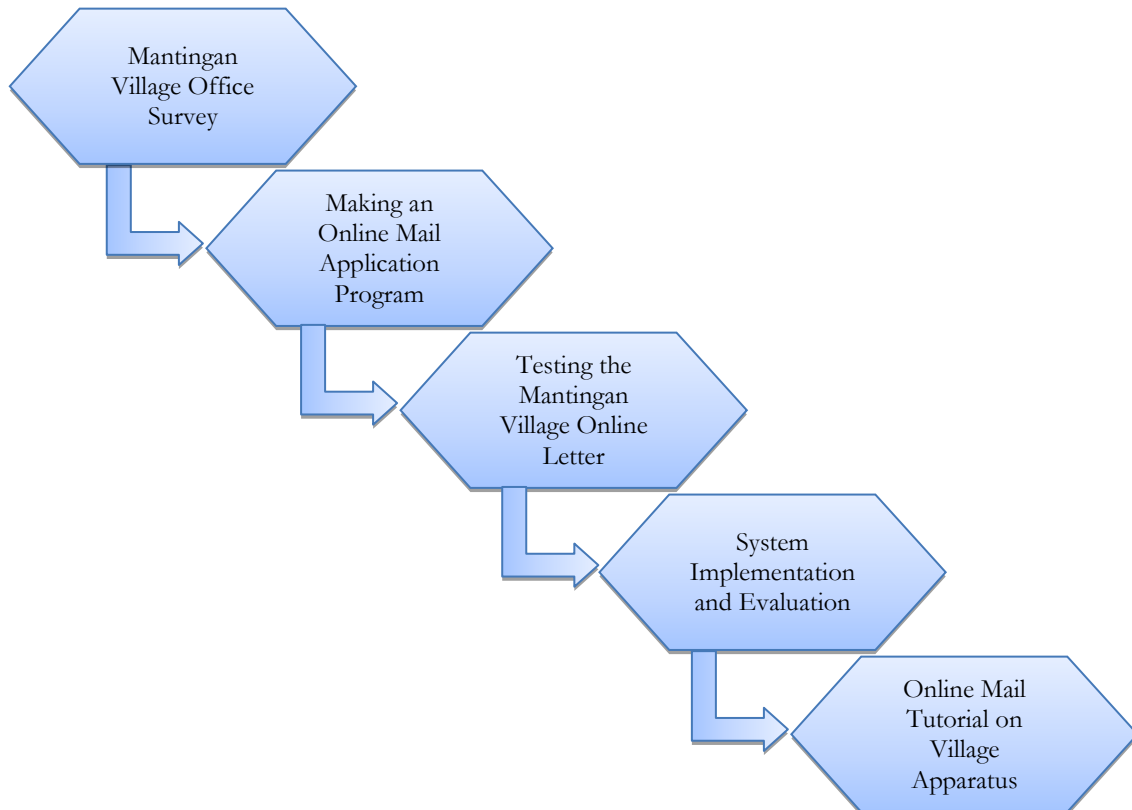 Mantingan
Village Office
Survey
Making an
Online Mail
Application
Program
Testing the
Mantingan
Village Online
Letter
System
Implementation
and Evaluation
Online Mail
Tutorial on
Village
Apparatus